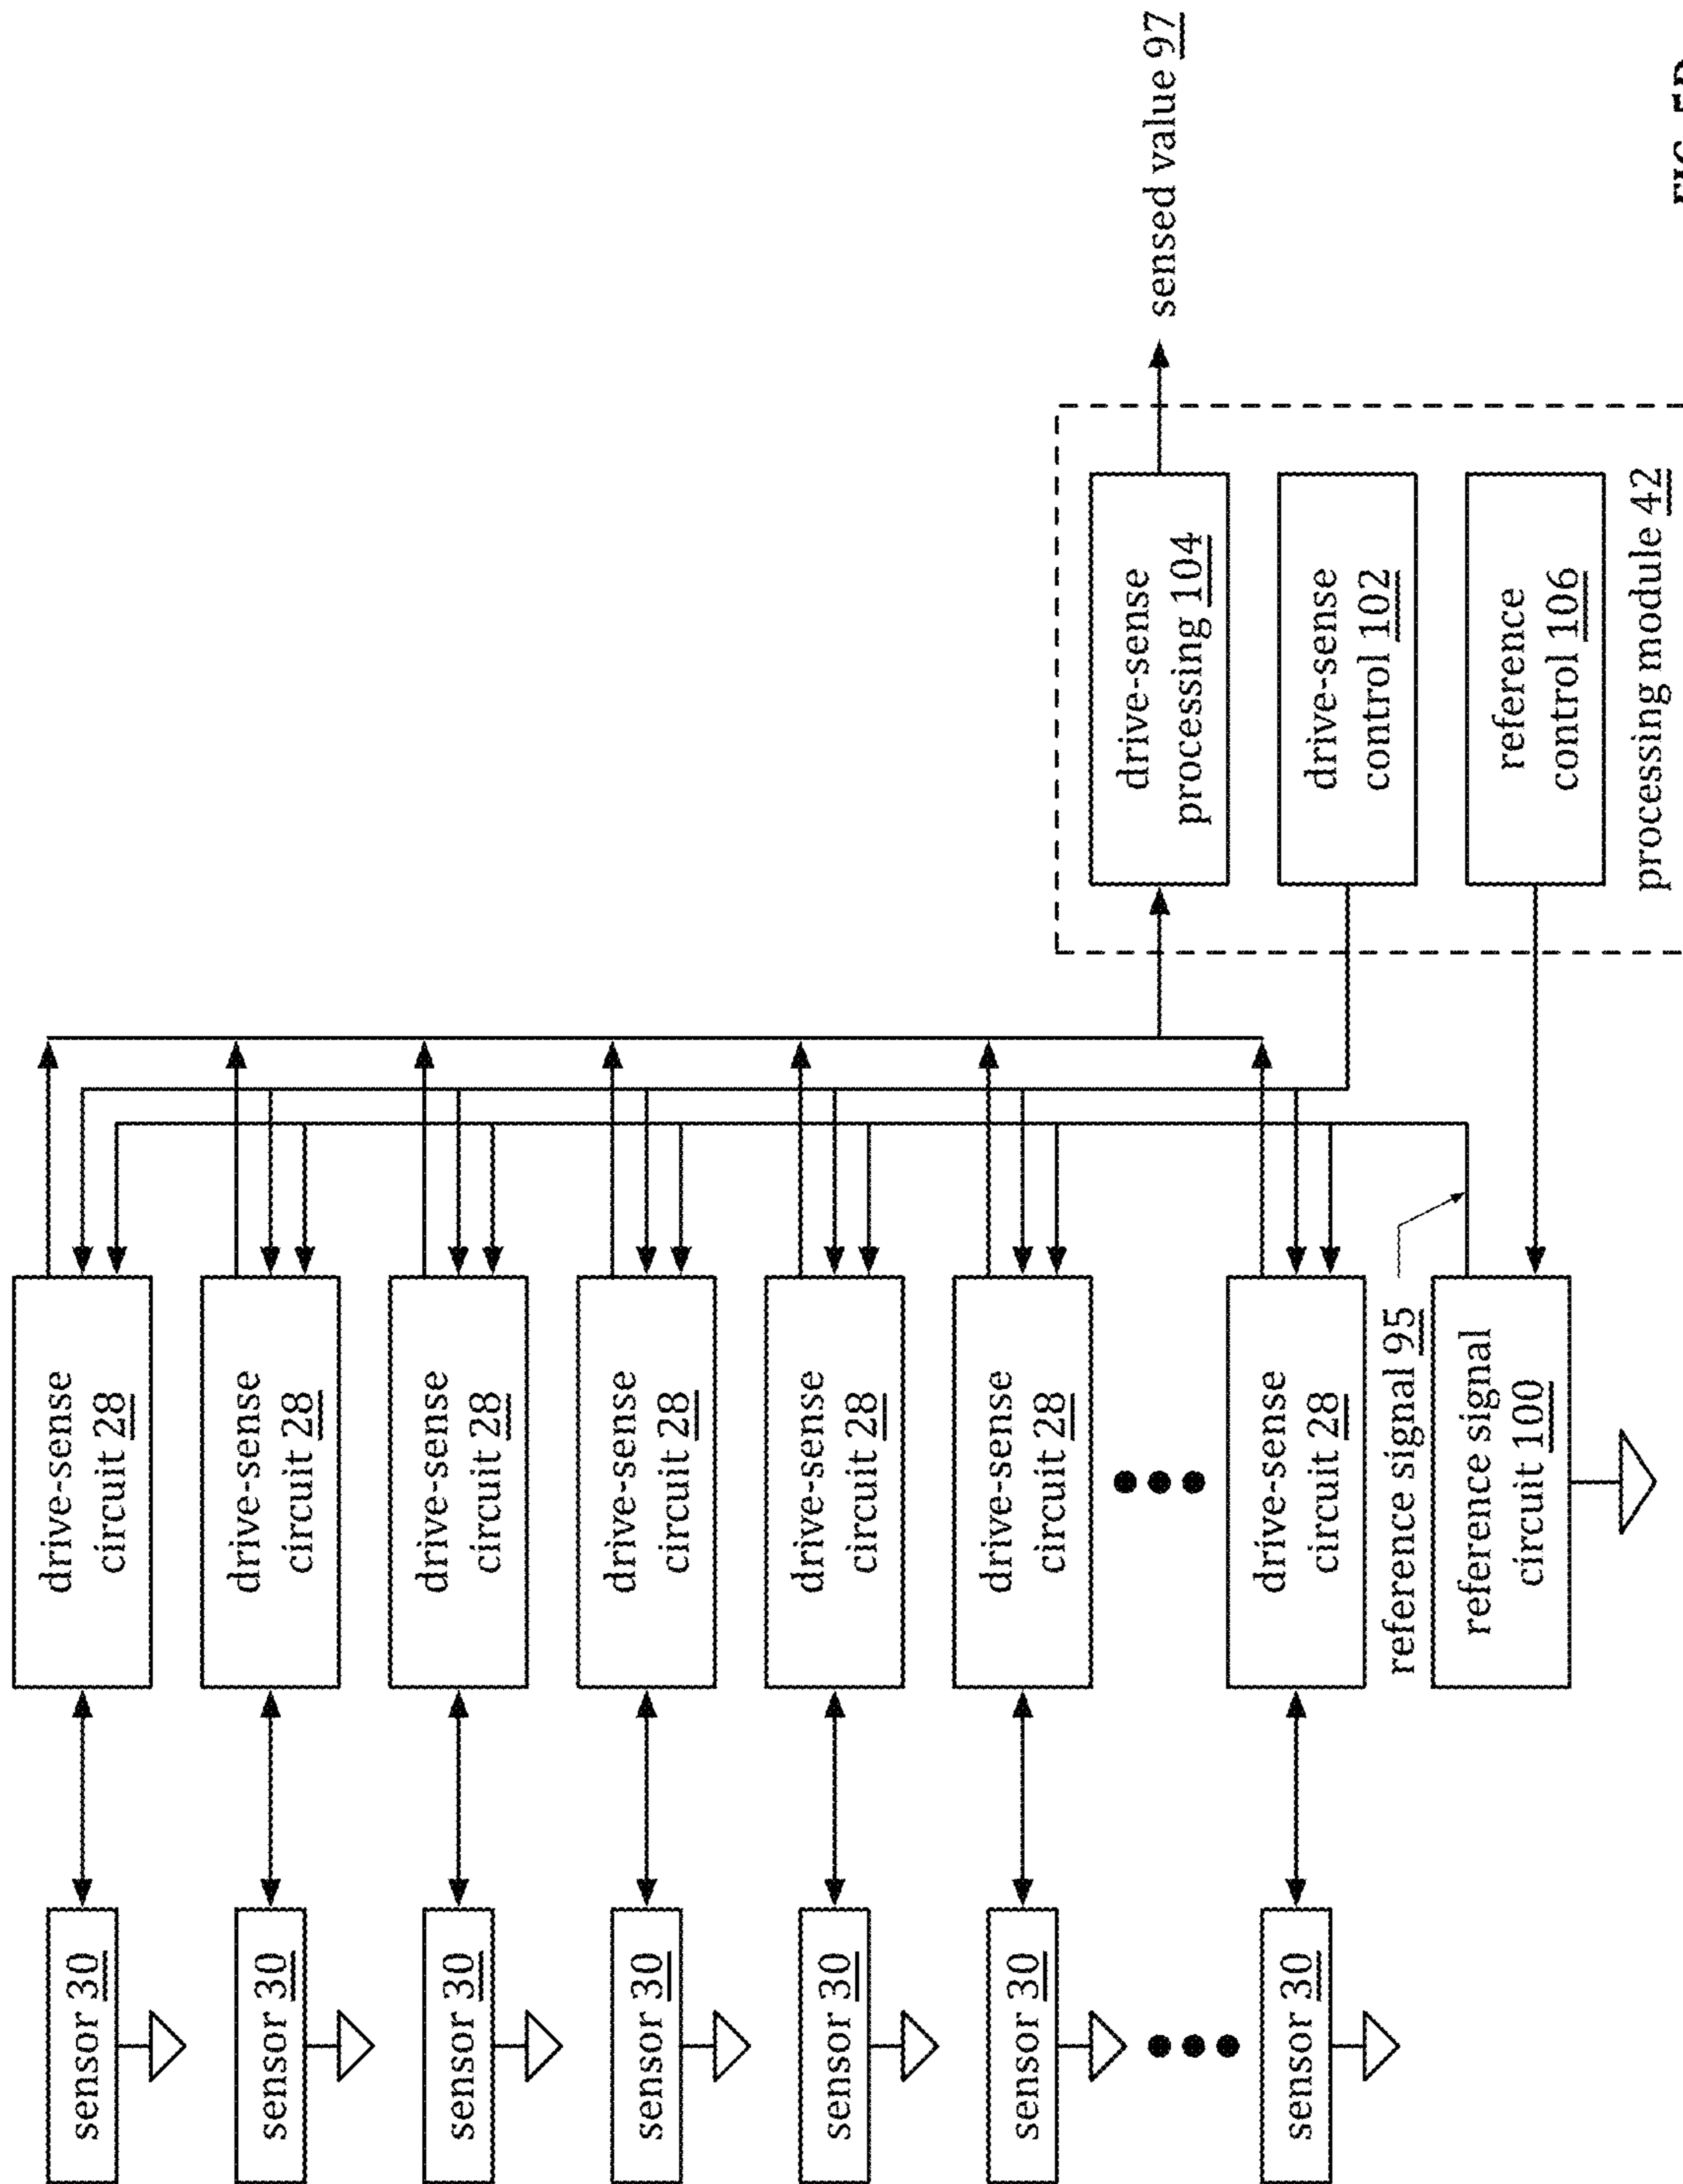 sensor 30
drive-sense
circuit 28
sensor 30
drive-sense
circuit 28
sensor 30
drive-sense
circuit 28
sensor 30
drive-sense
circuit 28
sensor 30
drive-sense
circuit 28
sensor 30
drive-sense
circuit 28
sensor 30
drive-sense
circuit 28
reference signal 95
reference signal
circuit 100
drive-sense
processing 104
sensed value 97
drive-sense
control 102
reference
control 106
processing module 42
FIG.